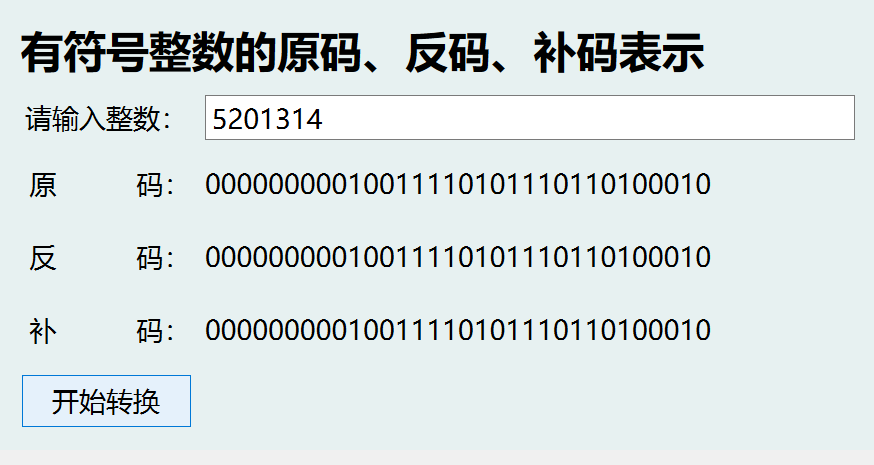 有符号整数的原码、反码、补码表示
请输入整数： 5201314
原 码： 00000000010011110101110110100010
反 码： 00000000010011110101110110100010
补 码： 00000000010011110101110110100010
开始转换